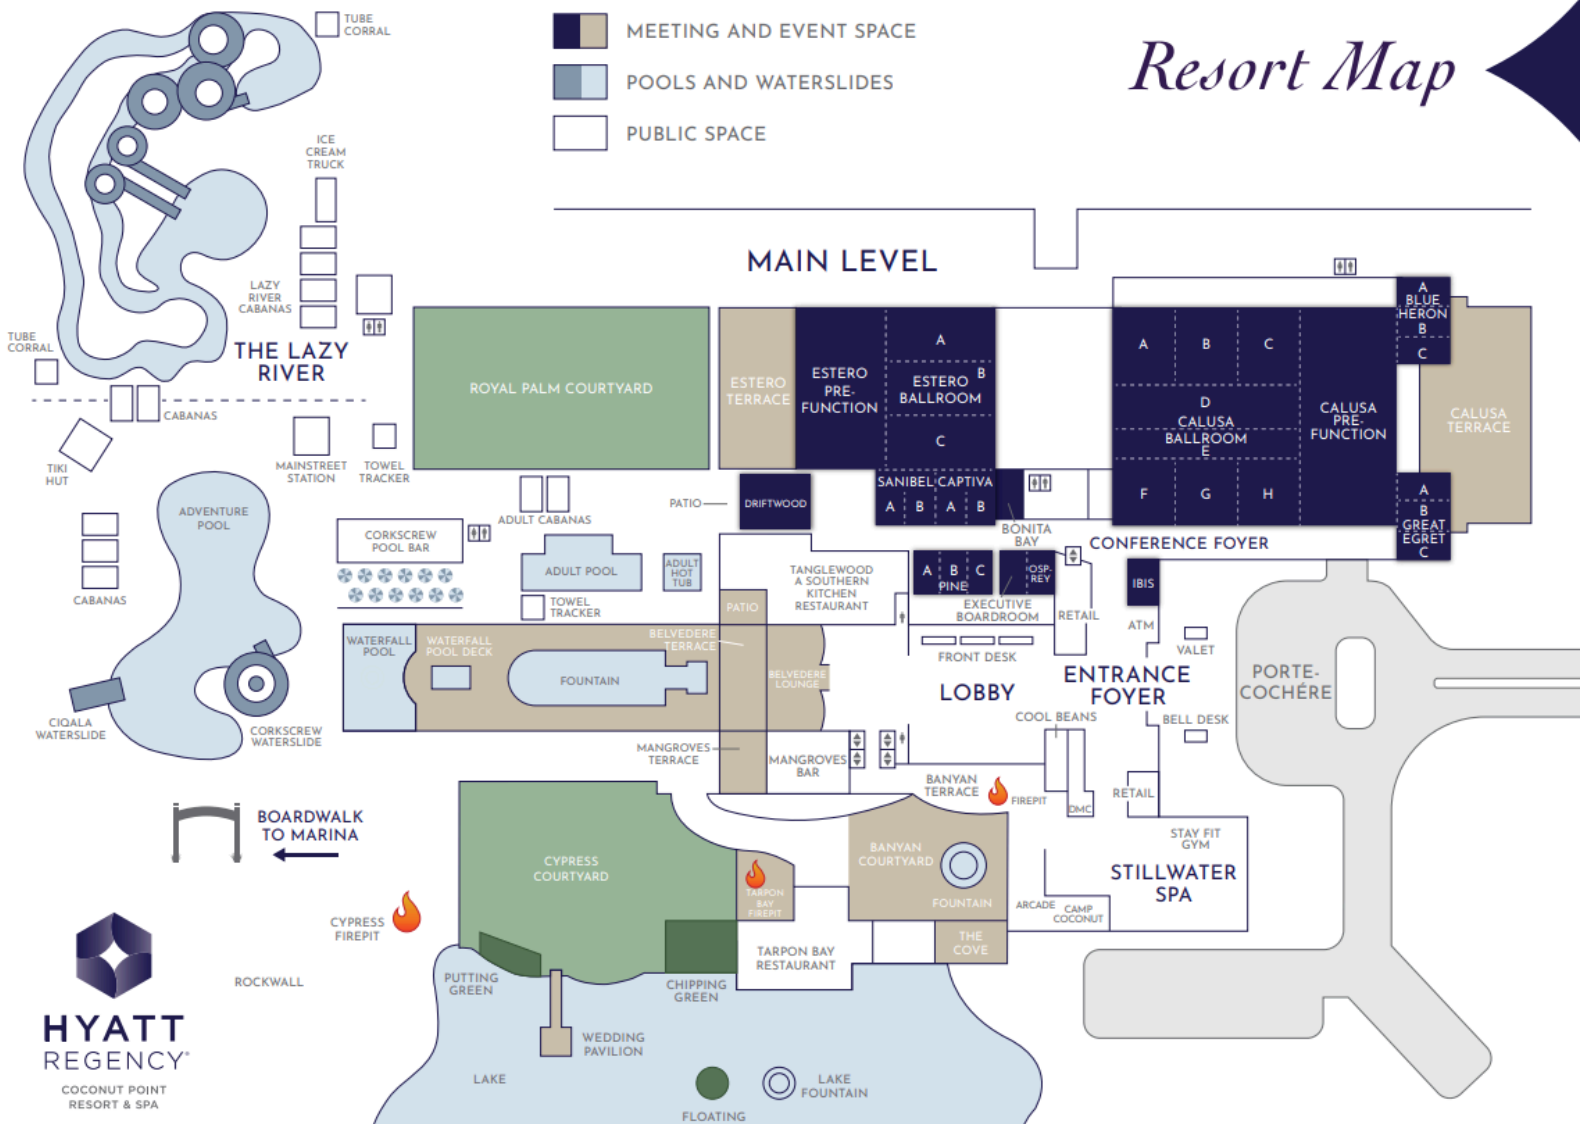 TUBE
CORRAL
MEETING AND EVENT SPACE
POOLS AND WATERSLIDES
PUBLIC SPACE
Resort Map
ICE
CREAM
TRUCK
LAZY
RIVER
CABANAS
TUBE
CORRAL
THE LAZY
RIVER
CABANAS
TIKI
HUT
MAINSTREET
STATION
TOWEL
TRACKER
MAIN LEVEL
ROYAL PALM COURTYARD
ESTERO
TERRACE
ESTERO
PRE-
FUNCTION
A
B
ESTERO
BALLROOM
C
SANIBEL
A
B
CAPTIVA
A
B
A
B
C
D
CALUSA
BALLROOM
E
F
G
H
CALUSA
PRE-
FUNCTION
A
BLUE
HERON
B
C
CALUSA
TERRACE
A
B
GREAT
EGRET
C
PATIO
DRIFTWOOD
BONITA
BAY
CONFERENCE FOYER
ADULT CABANAS
CORKSCREW
POOL BAR
ADULT POOL
ADULT
HOT
TUB
TOWEL
TRACKER
TANGLEWOOD
A SOUTHERN
KITCHEN
RESTAURANT
PATIO
A
B
C
PINE
OSP-
REY
EXECUTIVE
BOARDROOM
RETAIL
IBIS
ATM
VALET
ADVENTURE
POOL
CABANAS
CIQALA
WATERSLIDE
CORKSCREW
WATERSLIDE
WATERFALL
POOL
WATERFALL
POOL DECK
FOUNTAIN
BELVEDERE
TERRACE
BELVEDERE
LOUNGE
FRONT DESK
LOBBY
ENTRANCE
FOYER
PORTE-
COCHÉRE
COOL BEANS
BELL DESK
MANGROVES
TERRACE
MANGROVES
BAR
BANYAN
TERRACE
FIREPIT
DMC
RETAIL
STAY FIT
GYM
STILLWATER
SPA
ARCADE
CAMP
COCONUT
BOARDWALK
TO MARINA
CYPRESS
COURTYARD
TARPON
BAY
FIREPIT
BANYAN
COURTYARD
FOUNTAIN
THE
COVE
TARPON BAY
RESTAURANT
CYPRESS
FIREPIT
ROCKWALL
PUTTING
GREEN
CHIPPING
GREEN
WEDDING
PAVILION
LAKE
LAKE
FOUNTAIN
FLOATING
HYATT
REGENCY®
COCONUT POINT
RESORT & SPA